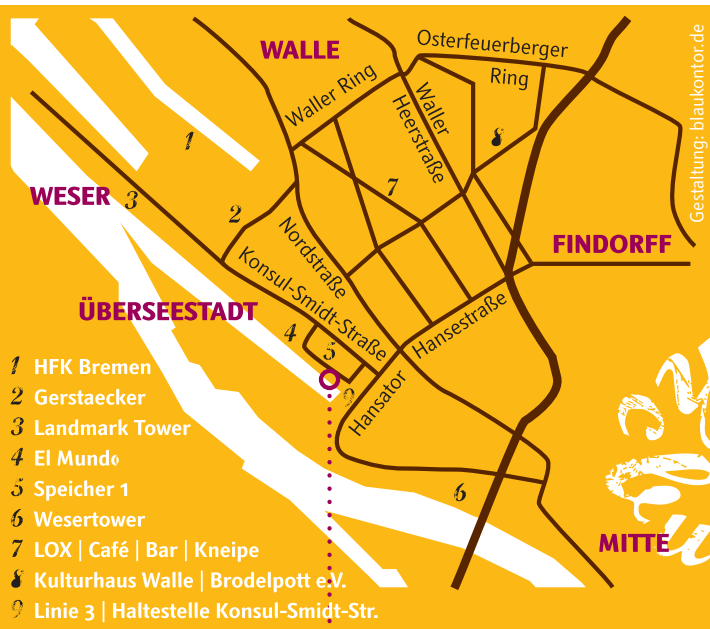 WALLE
Osterfeuerberger
Ring
Waller Ring
Waller
Heerstraße
Gestaltung: blaukontor.de
1
8
7
WESER
3
2
Nordstraße
FINDORFF
Konsul-Smidt-Straße
ÜBERSEESTADT
Hansestraße
4
5
9
Hansator
6
MITTE
1 HFK Bremen
2 Gerstaecker
3 Landmark Tower
4 El Mundo
5 Speicher 1
6 Wesertower
7 LOX | Café | Bar | Kneipe
8 Kulturhaus Walle | Brodelpott e.V.
9 Linie 3 | Haltestelle Konsul-Smidt-Str.